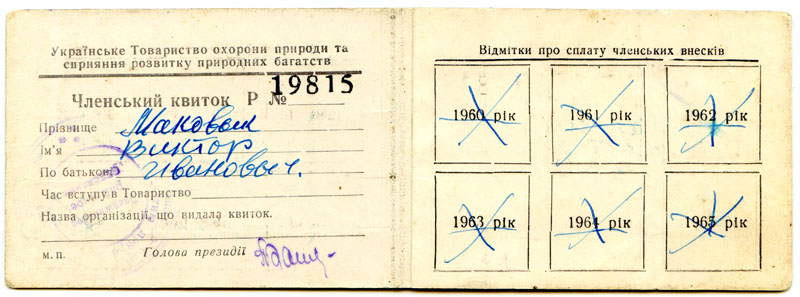 Українське Товариство охорони природи та
сприяння розвитку природних багатств
Членський квиток Р № 19815
Прізвище Маковый
Ім'я Виктор
По батькові Иванович.
Час вступу в Товариство
Назва організації, що видала квиток.
м. п. Голова президії
Відмітки про сплату членських внесків
1960 рік 1961 рік 1962 рік
1963 рік 1964 рік 1965 рік